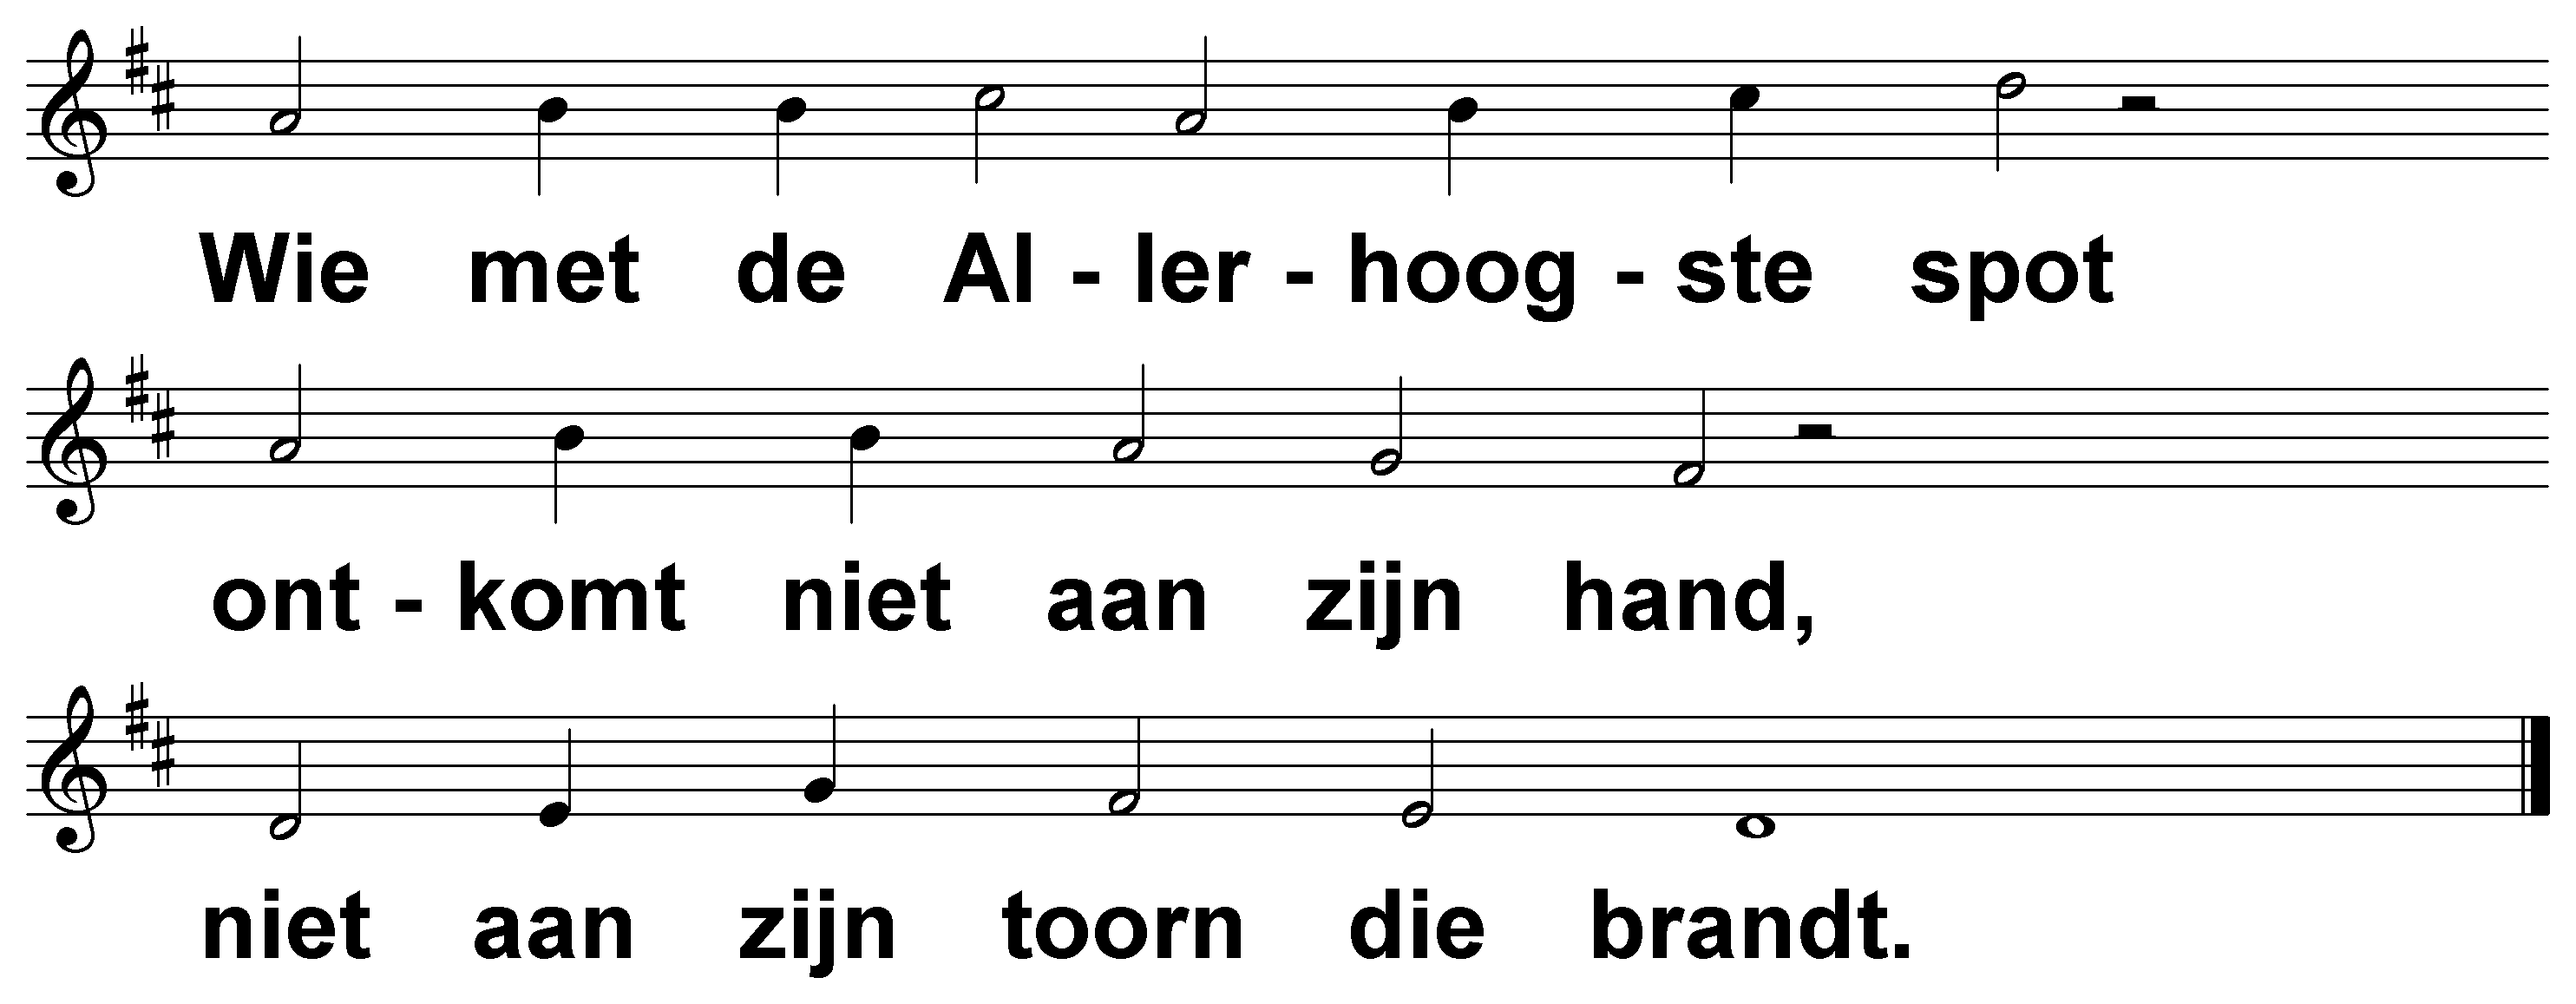 Wie met de Al - ler - hoog - ste spot
ont - komt niet aan zijn hand,
niet aan zijn toorn die brandt.